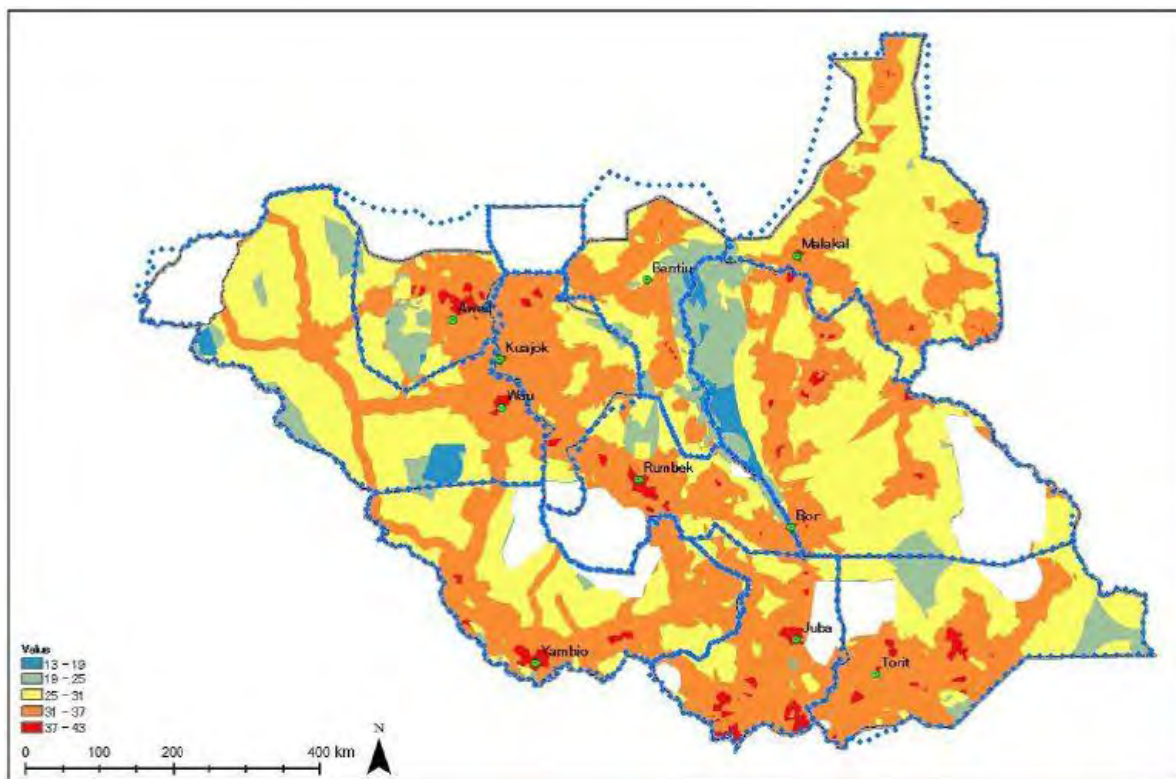 Malakal
Bentiu
Aweil
Kuajok
Wau
Rumbek
Bor
Juba
Torit
Yambio
Value
13 - 19
19 - 25
25 - 31
31 - 37
37 - 43
N
0 100 200 400 km